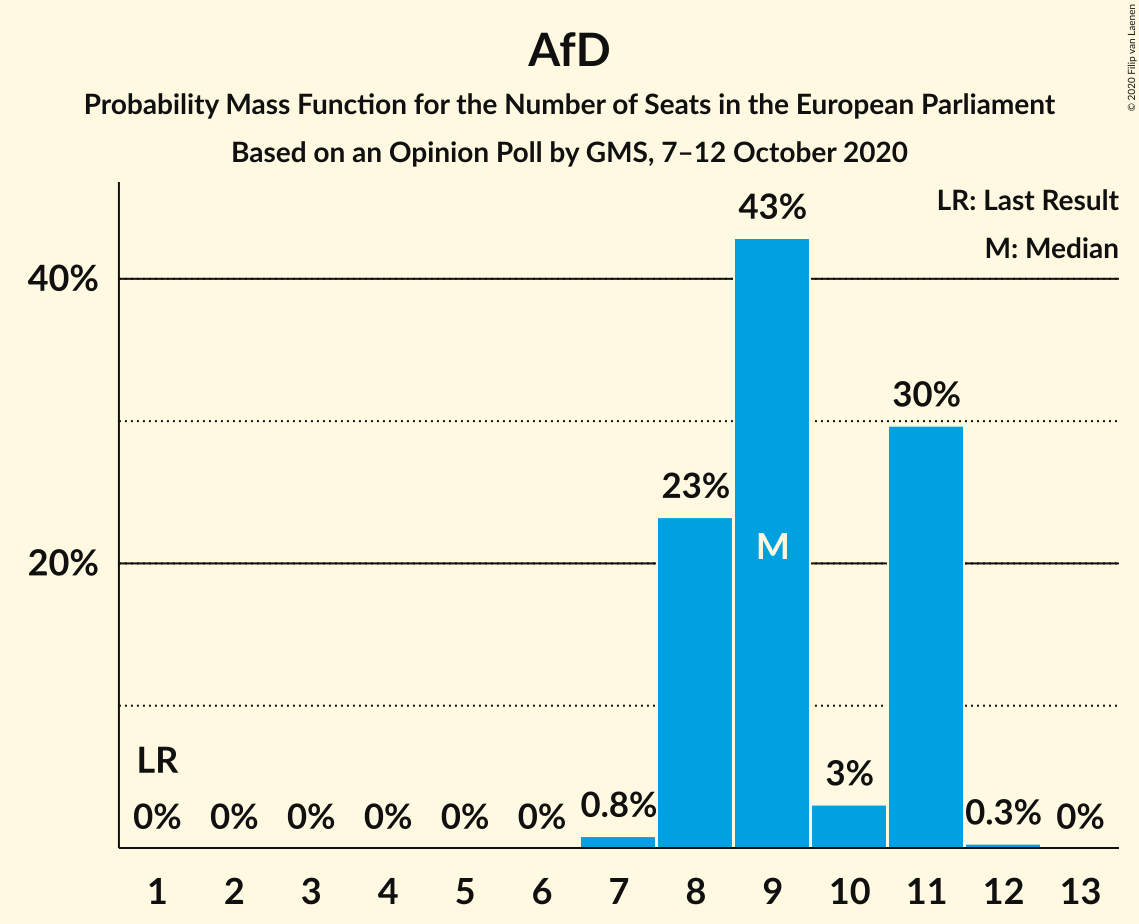 AfD
Probability Mass Function for the Number of Seats in the European Parliament
Based on an Opinion Poll by GMS, 7–12 October 2020
© 2020 Filip van Laenen
LR: Last Result
M: Median
43%
40%
30%
23%
M
20%
LR
3%
0% 0% 0% 0% 0% 0% 0.8% 0.3% 0%
1 2 3 4 5 6 7 8 9 10 11 12 13